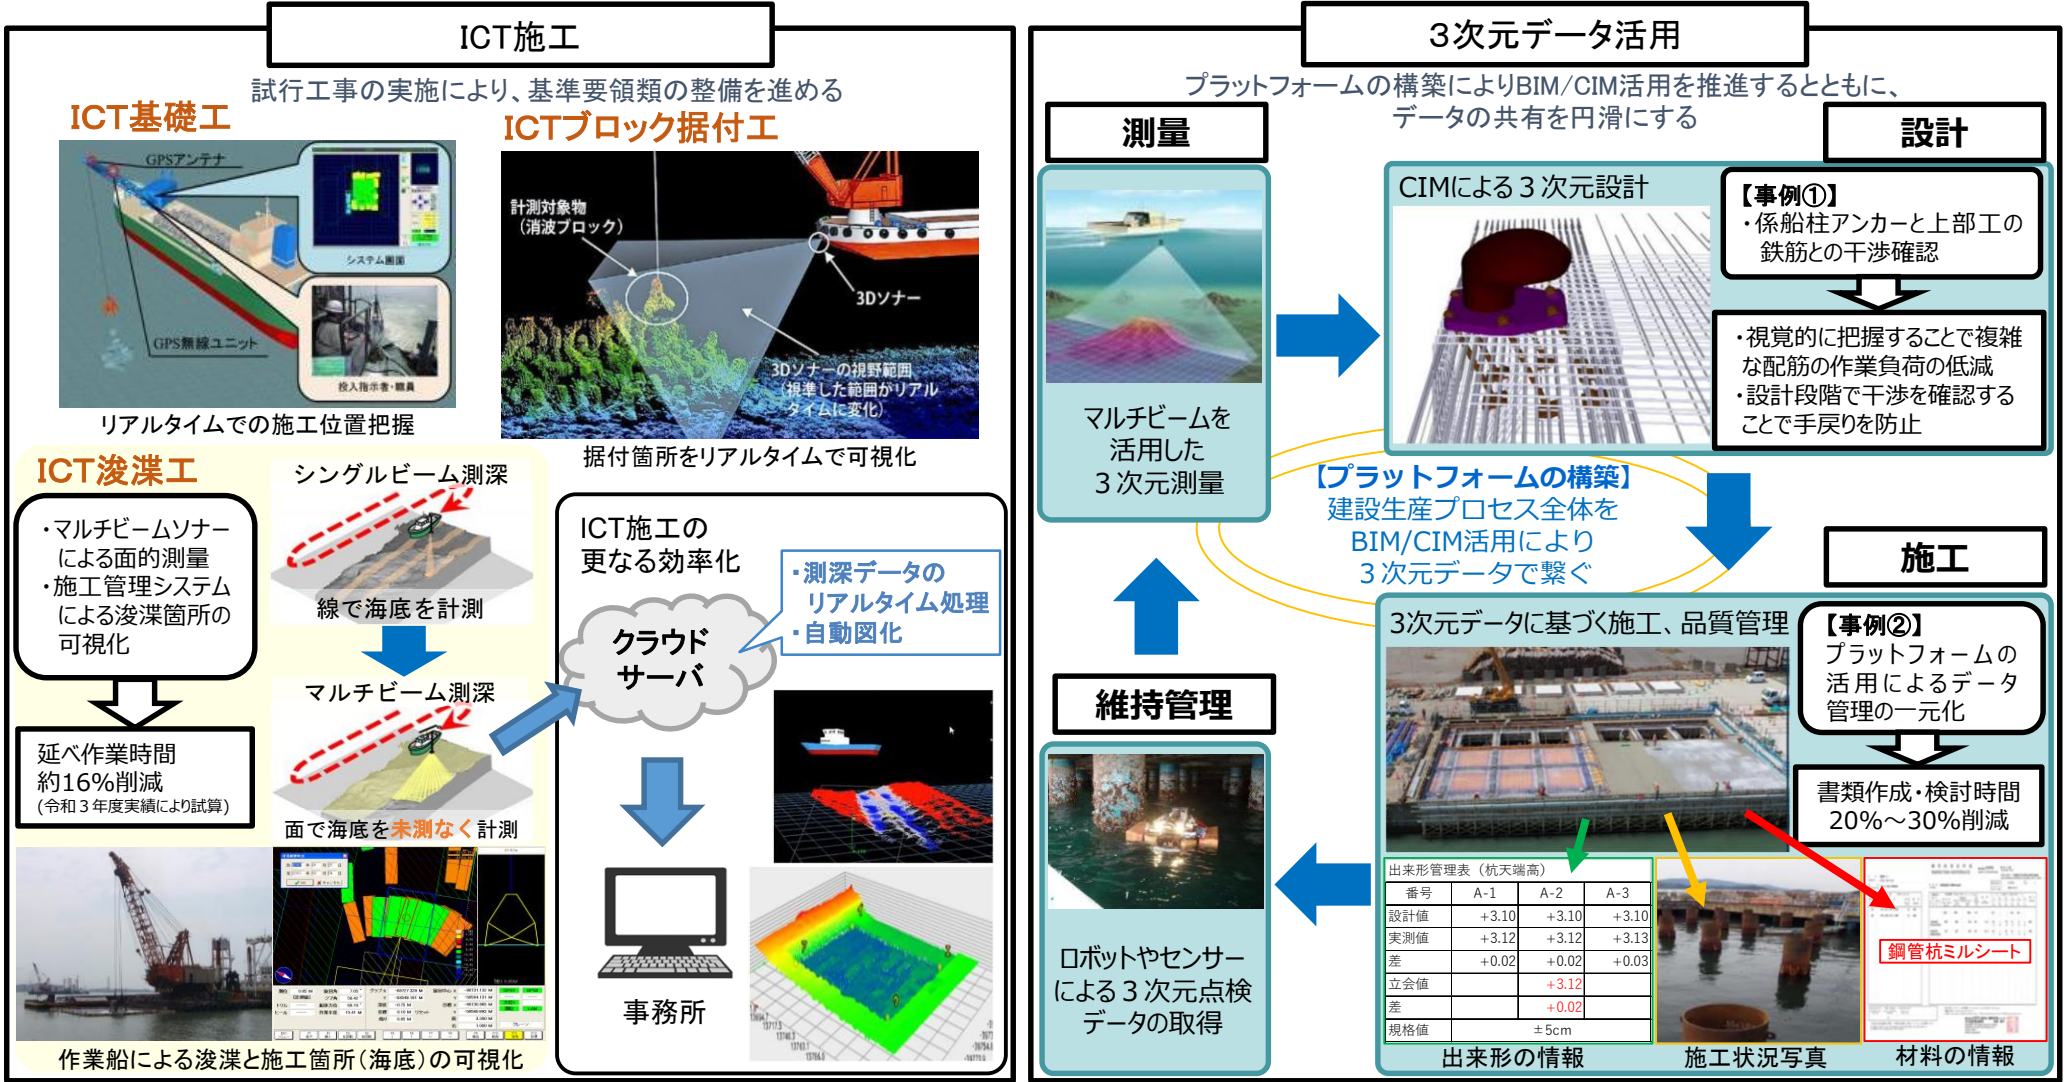 ICT施工
試行工事の実施により、基準要領類の整備を進める
ICT基礎工
GPSアンテナ
システム画面
GPS無線ユニット
投入指示者・職員
リアルタイムでの施工位置把握
ICTブロック据付工
計測対象物
（消波ブロック）
3Dソナー
3Dソナーの視野範囲
（視準した範囲がリアル
タイムに変化）
据付箇所をリアルタイムで可視化
ICT浚渫工
・マルチビームソナー
による面的測量
・施工管理システム
による浚渫箇所の
可視化
延べ作業時間
約16%削減
(令和３年度実績により試算)
シングルビーム測深
線で海底を計測
マルチビーム測深
面で海底を未測なく計測
作業船による浚渫と施工箇所（海底）の可視化
ICT施工の
更なる効率化
・測深データの
リアルタイム処理
・自動図化
クラウド
サーバ
事務所
３次元データ活用
プラットフォームの構築によりBIM/CIM活用を推進するとともに、
データの共有を円滑にする
測量
マルチビームを
活用した
３次元測量
設計
CIMによる３次元設計
【事例①】
・係船柱アンカーと上部工の
鉄筋との干渉確認
・視覚的に把握することで複雑
な配筋の作業負荷の低減
・設計段階で干渉を確認する
ことで手戻りを防止
【プラットフォームの構築】
建設生産プロセス全体を
BIM/CIM活用により
３次元データで繋ぐ
施工
3次元データに基づく施工、品質管理
【事例②】
プラットフォームの
活用によるデータ
管理の一元化
書類作成・検討時間
20%～30%削減
出来形管理表（杭天端高）
番号 A-1 A-2 A-3
設計値 +3.10 +3.10 +3.10
実測値 +3.12 +3.12 +3.13
差 +0.02 +0.02 +0.03
立会値 +3.12
差 +0.02
規格値 ±5cm
出来形の情報
施工状況写真
鋼管杭ミルシート
材料の情報
維持管理
ロボットやセンサー
による３次元点検
データの取得